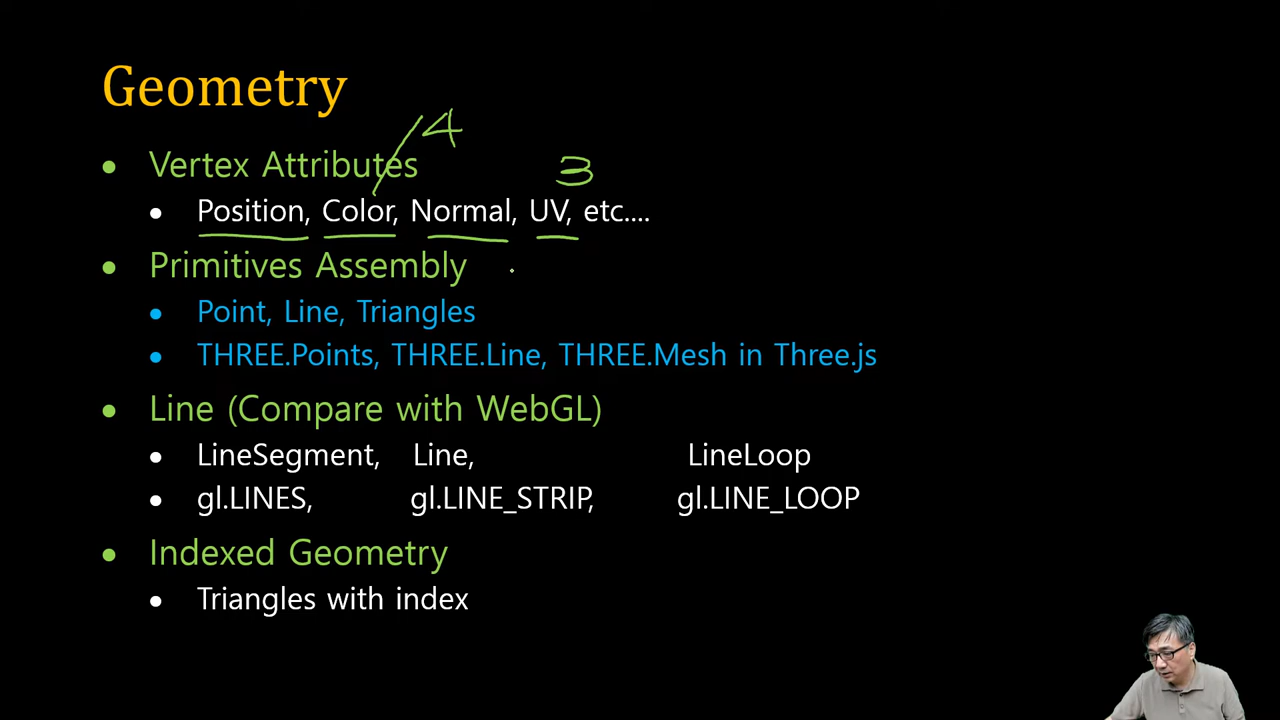 Geometry
4
Vertex Attributes
3
Position, Color, Normal, UV, etc....
Primitives Assembly
Point, Line, Triangles
THREE.Points, THREE.Line, THREE.Mesh in Three.js
Line (Compare with WebGL)
LineSegment, Line, LineLoop
gl.LINES, gl.LINE_STRIP, gl.LINE_LOOP
Indexed Geometry
Triangles with index